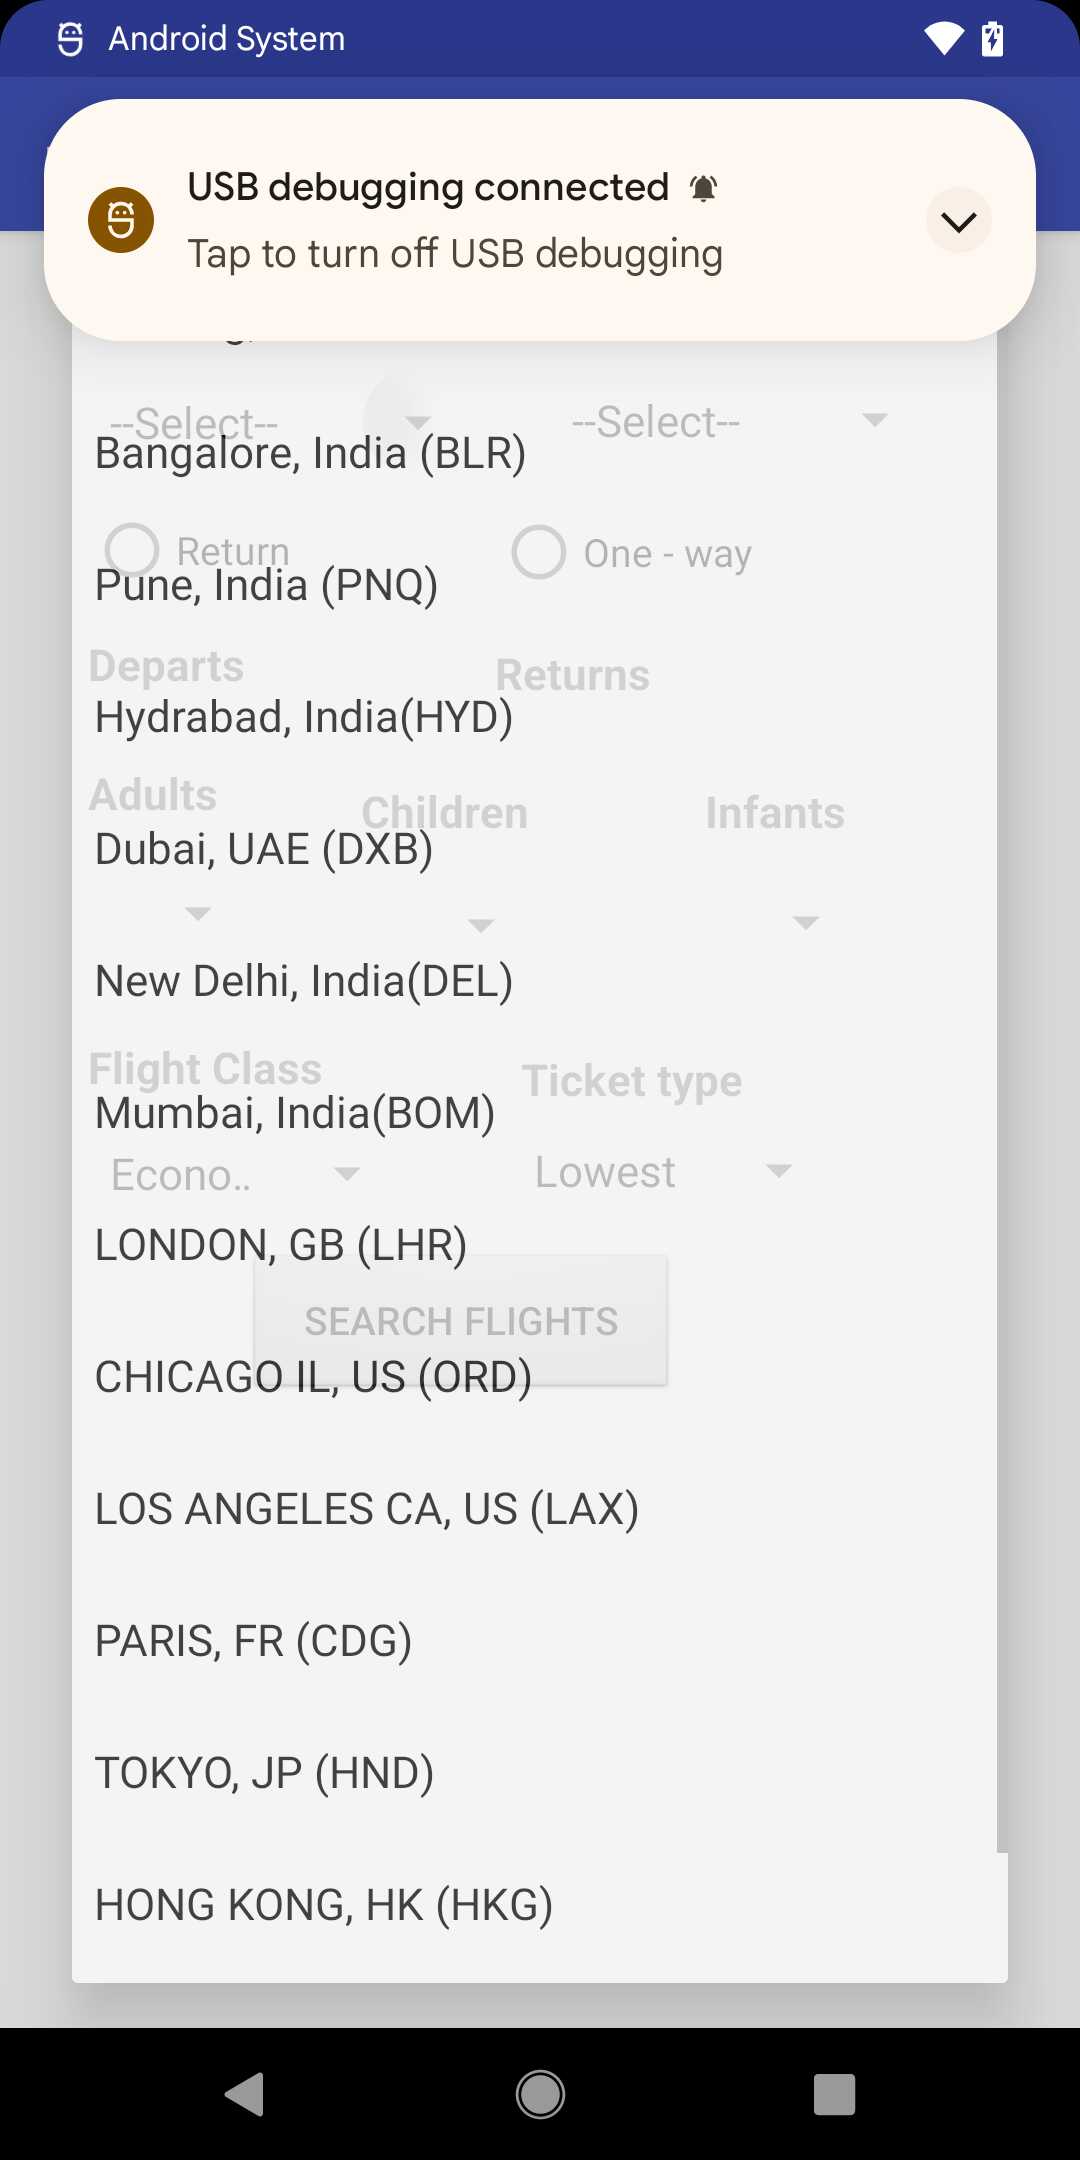 Android System
USB debugging connected
Tap to turn off USB debugging
--Select-- --Select--
Bangalore, India (BLR)
Return One - way
Pune, India (PNQ)
Departs Returns
Hydrabad, India(HYD)
Adults Children Infants
Dubai, UAE (DXB)
New Delhi, India(DEL)
Flight Class Ticket type
Mumbai, India(BOM)
Econo.. Lowest
LONDON, GB (LHR)
SEARCH FLIGHTS
CHICAGO IL, US (ORD)
LOS ANGELES CA, US (LAX)
PARIS, FR (CDG)
TOKYO, JP (HND)
HONG KONG, HK (HKG)